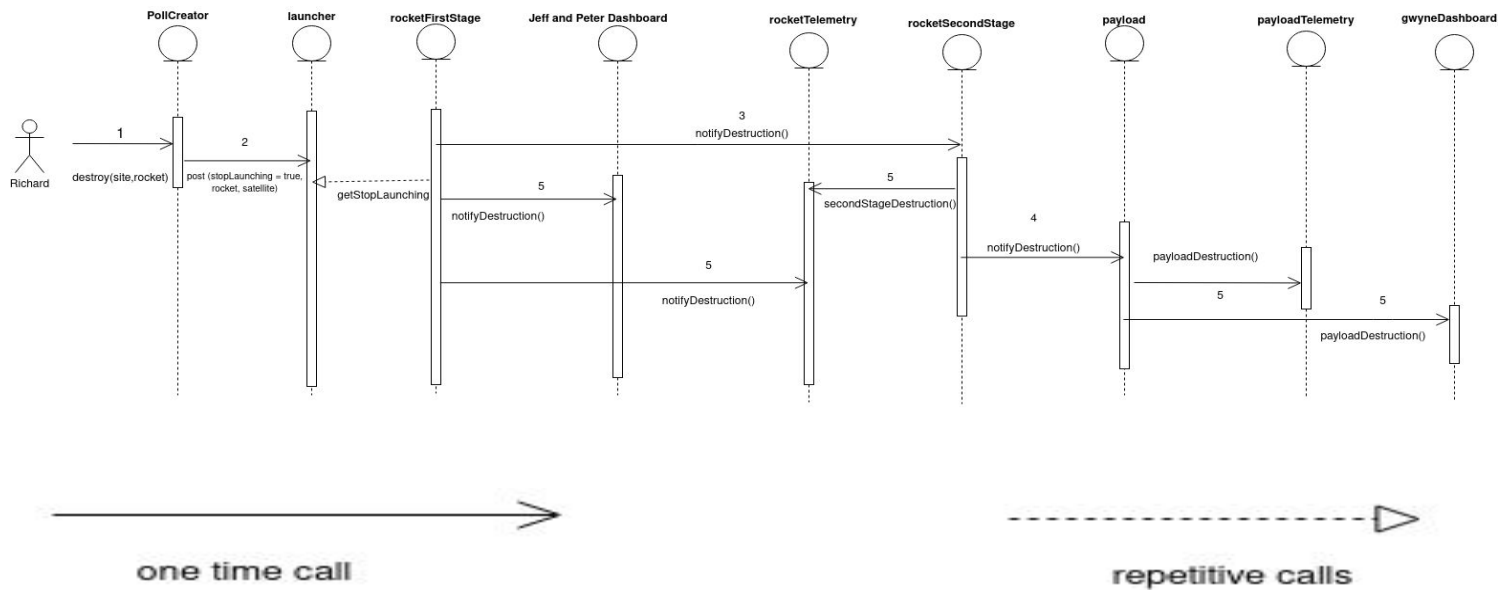 PollCreator
launcher
rocketFirstStage
Jeff and Peter Dashboard
rocketTelemetry
rocketSecondStage
payload
payloadTelemetry
gwyneDashboard
Richard
1
destroy(site,rocket)
2
post (stopLaunching = true,
rocket, satellite)
getStopLaunching
3
notifyDestruction()
5
notifyDestruction()
5
secondStageDestruction()
4
notifyDestruction()
5
notifyDestruction()
payloadDestruction()
5
5
payloadDestruction()
one time call
repetitive calls